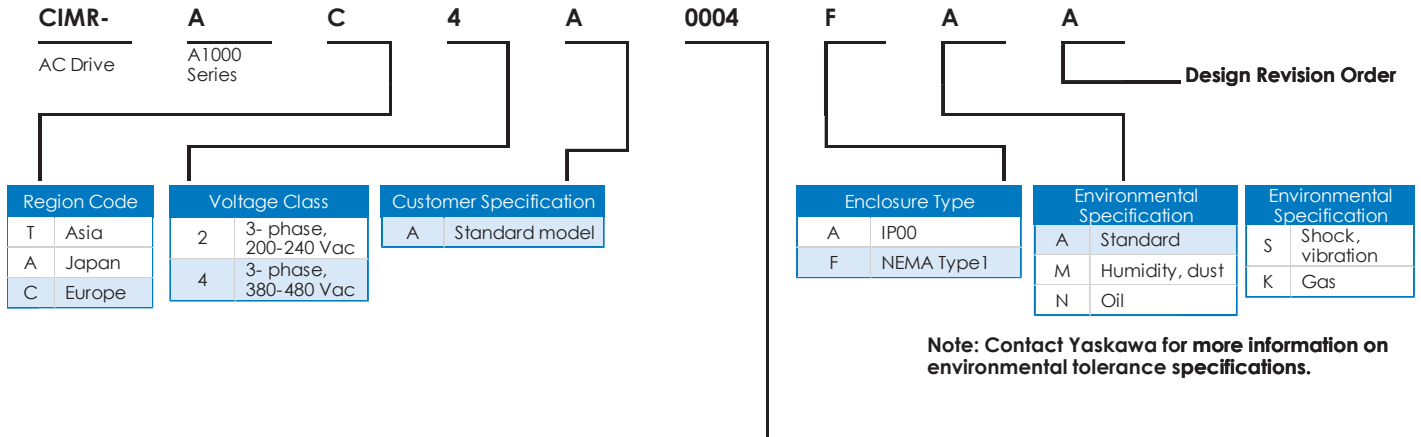 CIMR- A C 4 A 0004 F A A
AC Drive
A1000
Series
Design Revision Order
Region Code
T Asia
A Japan
C Europe
Voltage Class
2 3- phase,
200-240 Vac
4 3- phase,
380-480 Vac
Customer Specification
A Standard model
Enclosure Type
A IP00
F NEMA Type1
Environmental
Specification
A Standard
M Humidity, dust
N Oil
Environmental
Specification
S Shock,
vibration
K Gas
Note: Contact Yaskawa for more information on
environmental tolerance specifications.